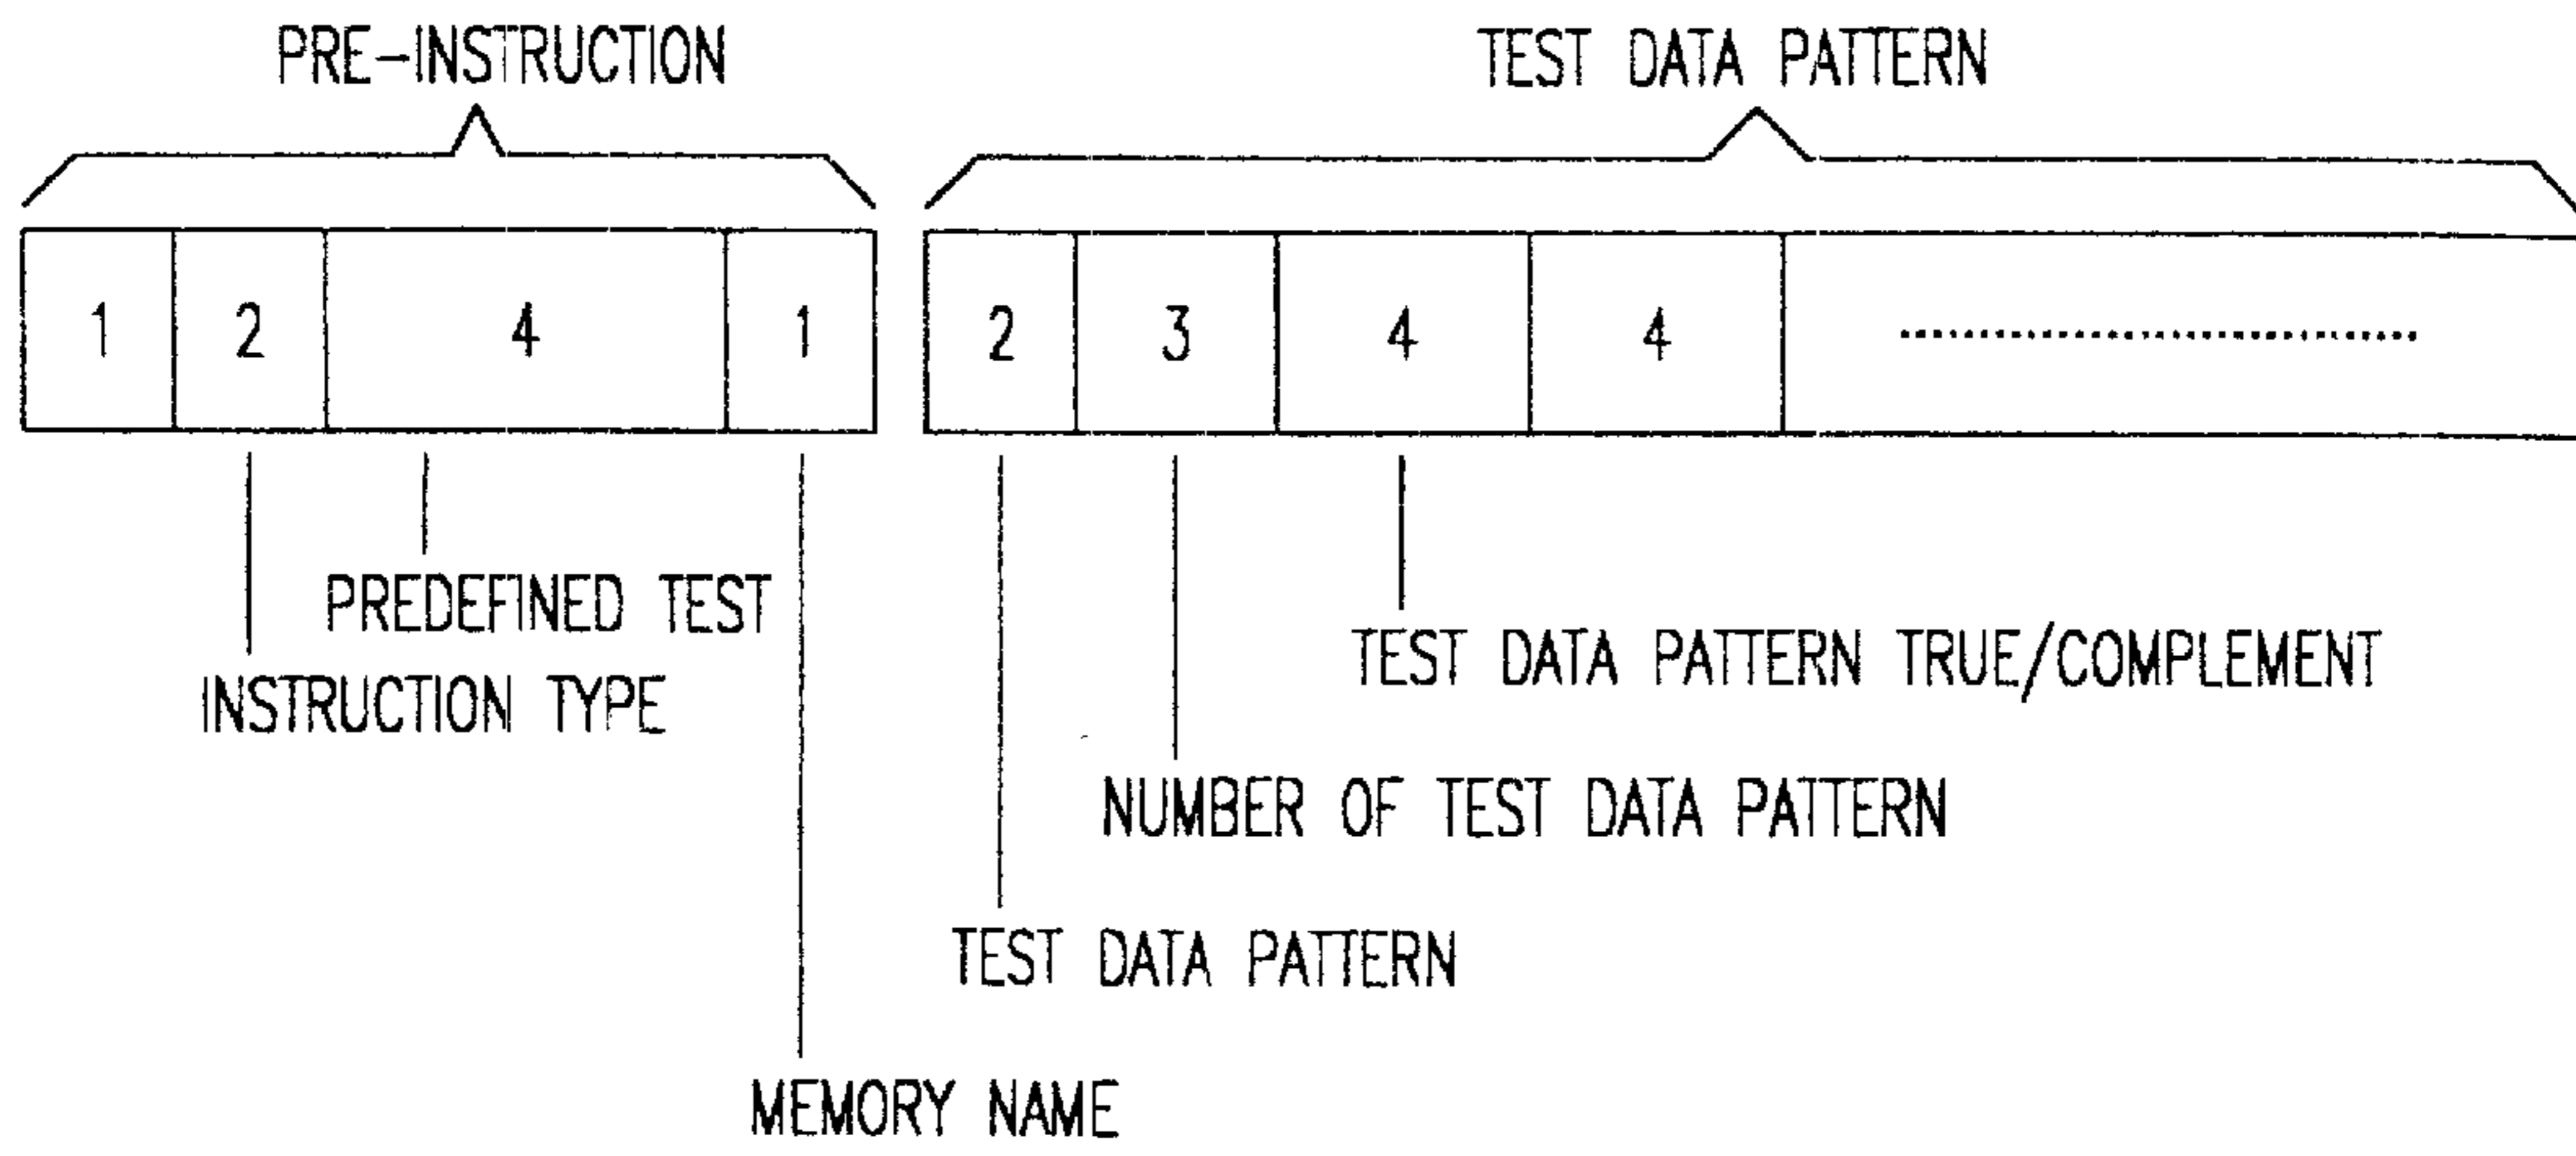 PRE-INSTRUCTION TEST DATA PATTERN
1 2 4 1 2 3 4 4
PREDEFINED TEST
TEST DATA PATTERN TRUE/COMPLEMENT
INSTRUCTION TYPE
NUMBER OF TEST DATA PATTERN
TEST DATA PATTERN
MEMORY NAME